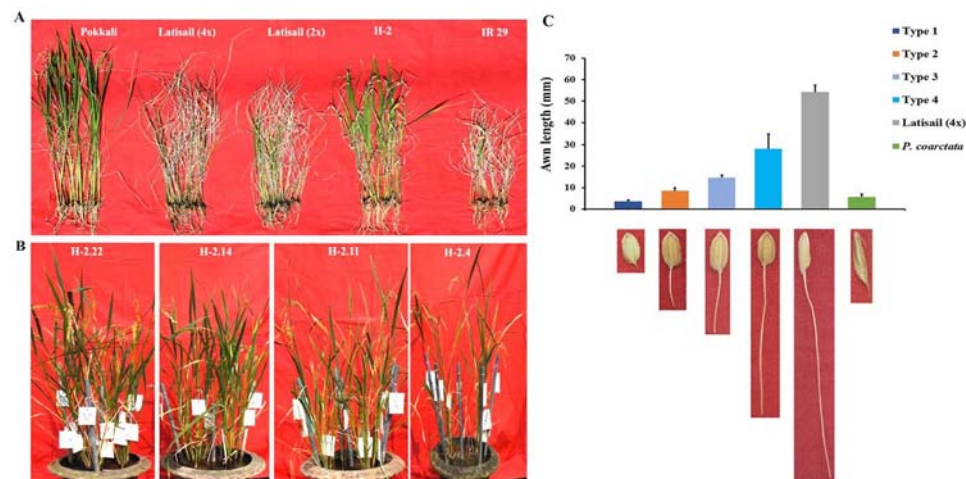 A
Pokkali
Latisail (4x)
Latisail (2x)
H-2
IR 29
B
H-2.22
H-2.14
H-2.11
H-2.4
C
Type 1
Type 2
Type 3
Type 4
Latisail (4x)
P. coarctata
Awn length (mm)
70
60
50
40
30
20
10
0